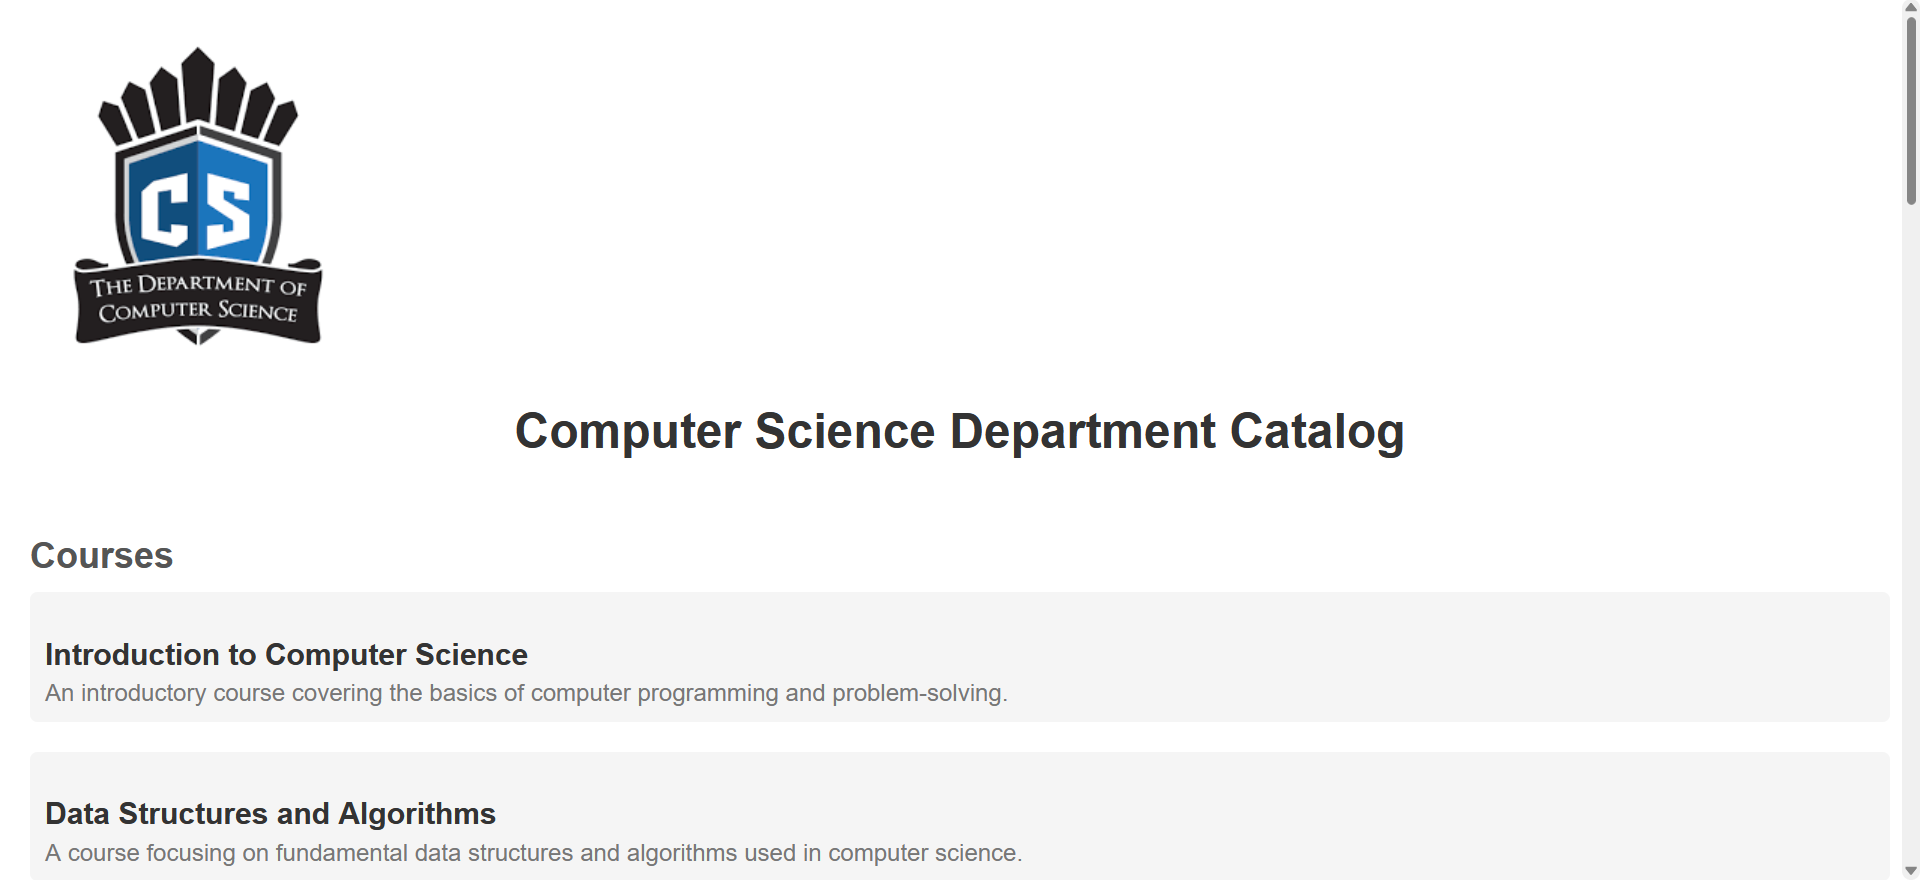 CS
THE DEPARTMENT OF
COMPUTER SCIENCE
Computer Science Department Catalog
Courses
Introduction to Computer Science
An introductory course covering the basics of computer programming and problem-solving.
Data Structures and Algorithms
A course focusing on fundamental data structures and algorithms used in computer science.